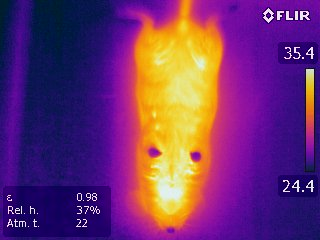 FLIR
35.4
24.4
ε 0.98
Rel. h. 37%
Atm. t. 22